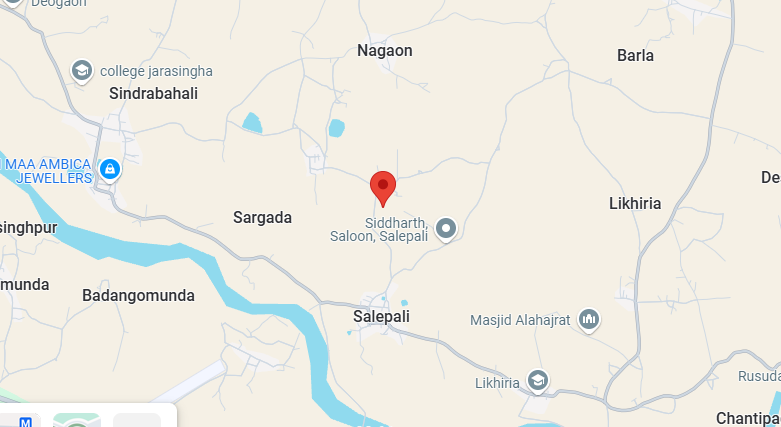 Deogaon
Nagaon
Barla
college jarasingha
Sindrabahali
MAA AMBICA
JEWELLERS
De
Sargada
Likhiria
Siddharth,
Saloon, Salepali
singhpur
munda
Badangomunda
Salepali
Masjid Alahajrat
Rusuda
Likhiria
Chantipa
M